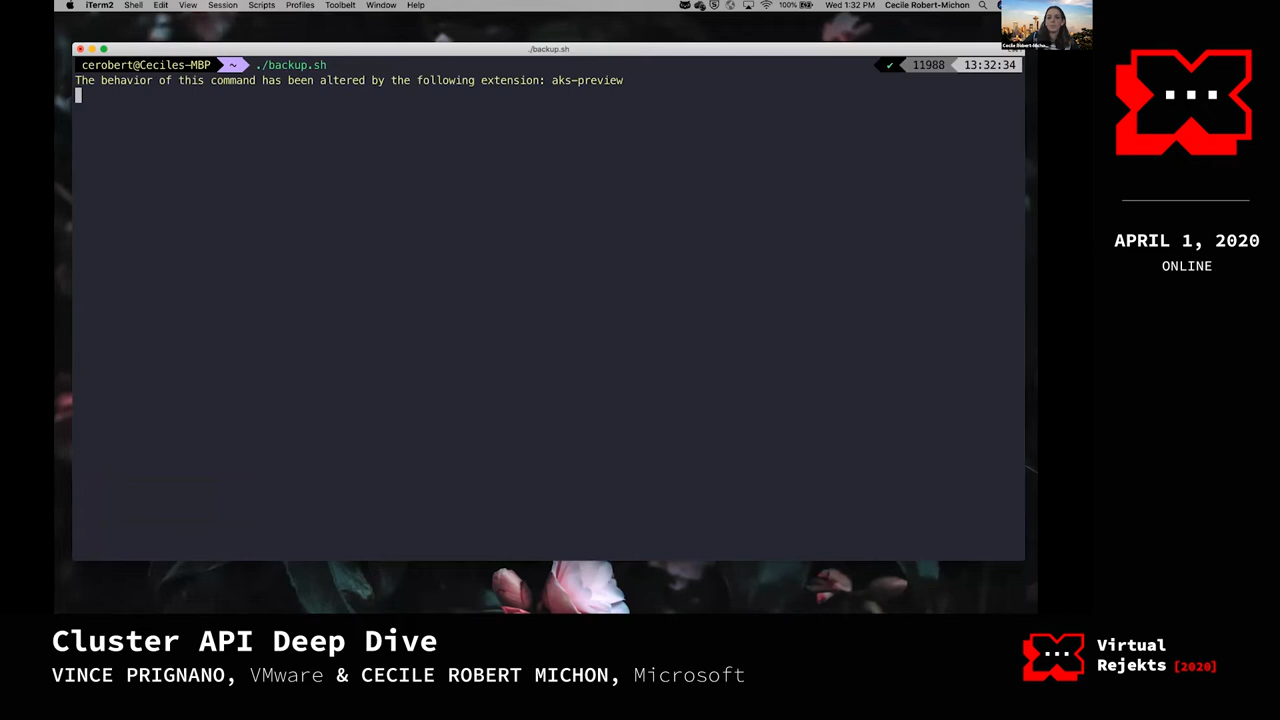 iTerm2 Shell Edit View Session Scripts Profiles Toolbelt Window Help 100% Wed 1:32 PM Cecile Robert-Michon
./backup.sh
cerobert@Ceciles-MBP ~ ./backup.sh ✔ 11988 13:32:34
The behavior of this command has been altered by the following extension: aks-preview
APRIL 1, 2020
ONLINE
Cluster API Deep Dive
VINCE PRIGNANO, VMware & CECILE ROBERT MICHON, Microsoft
Virtual
Rejekts [2020]